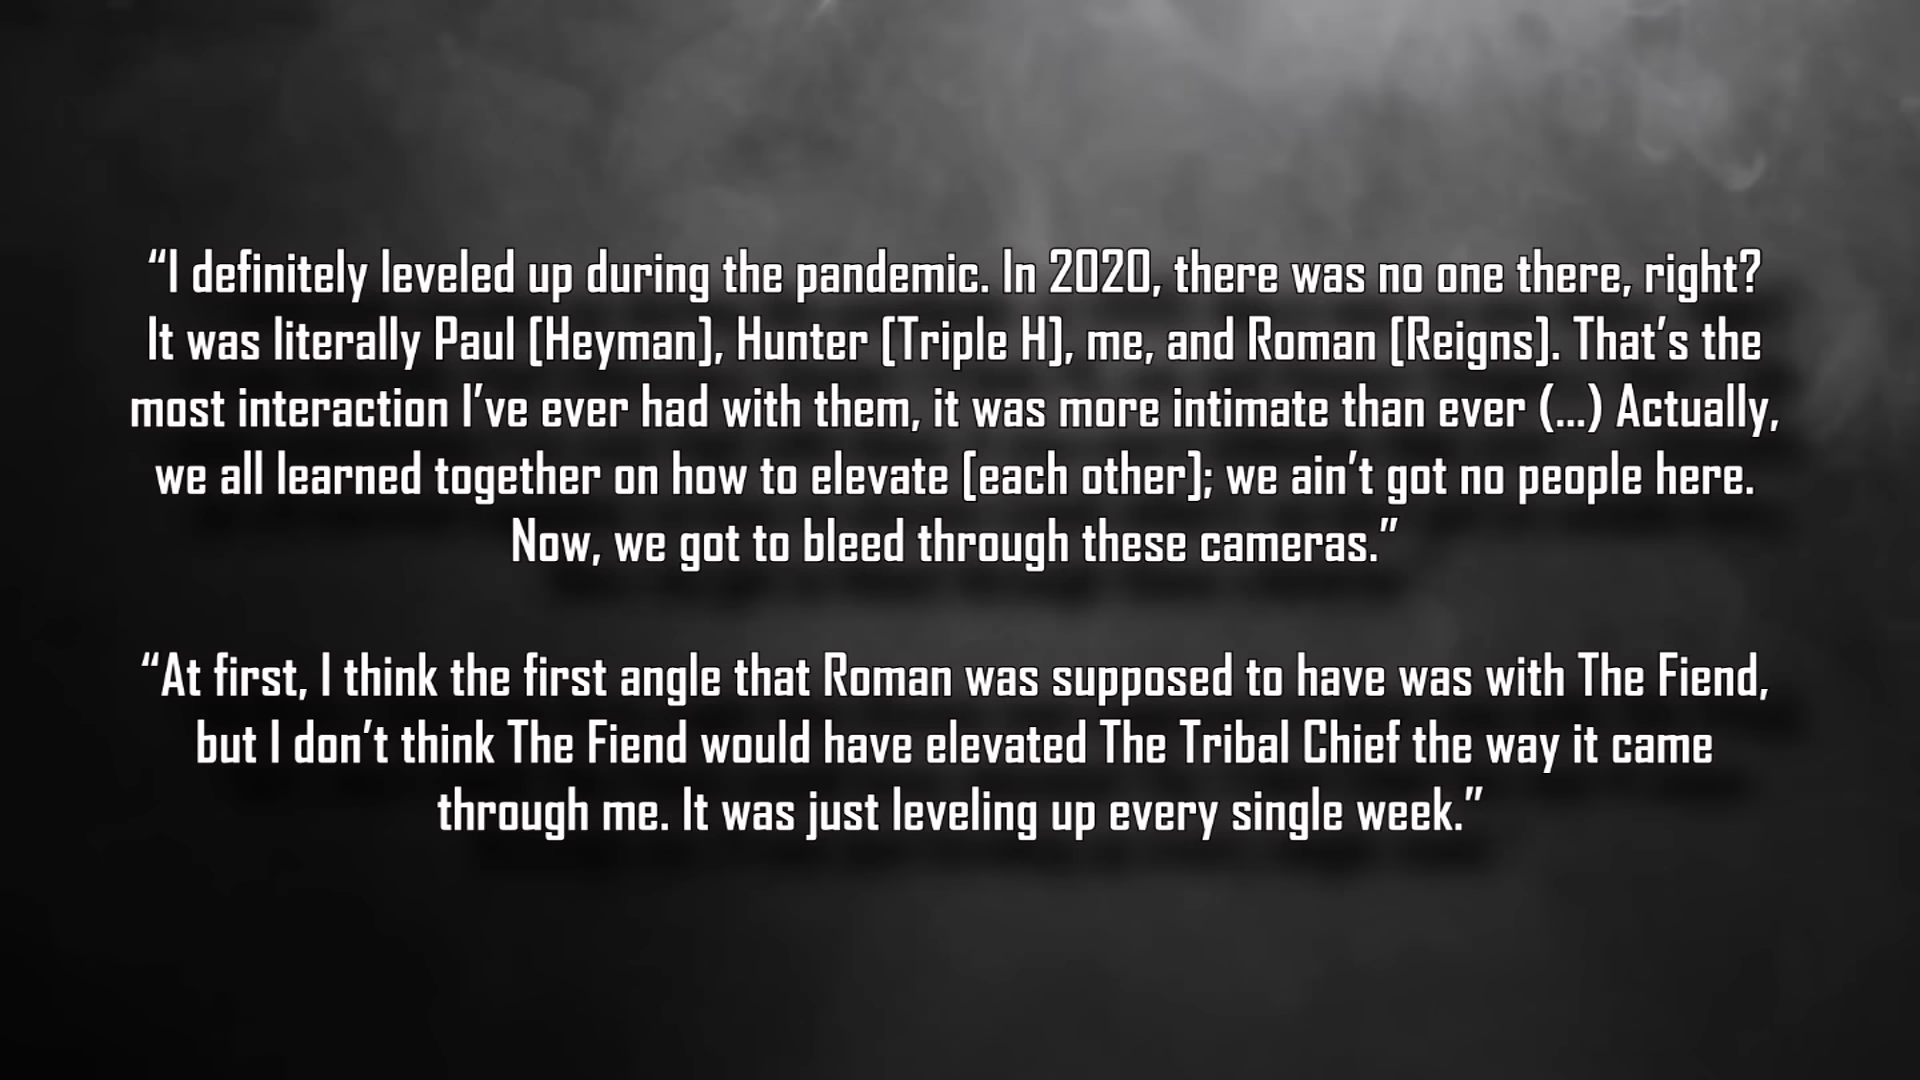 “I definitely leveled up during the pandemic. In 2020, there was no one there, right?
It was literally Paul [Heyman], Hunter [Triple H], me, and Roman [Reigns]. That’s the
most interaction I’ve ever had with them, it was more intimate than ever (...) Actually,
we all learned together on how to elevate [each other]; we ain’t got no people here.
Now, we got to bleed through these cameras.”
“At first, I think the first angle that Roman was supposed to have was with The Fiend,
but I don’t think The Fiend would have elevated The Tribal Chief the way it came
through me. It was just leveling up every single week.”